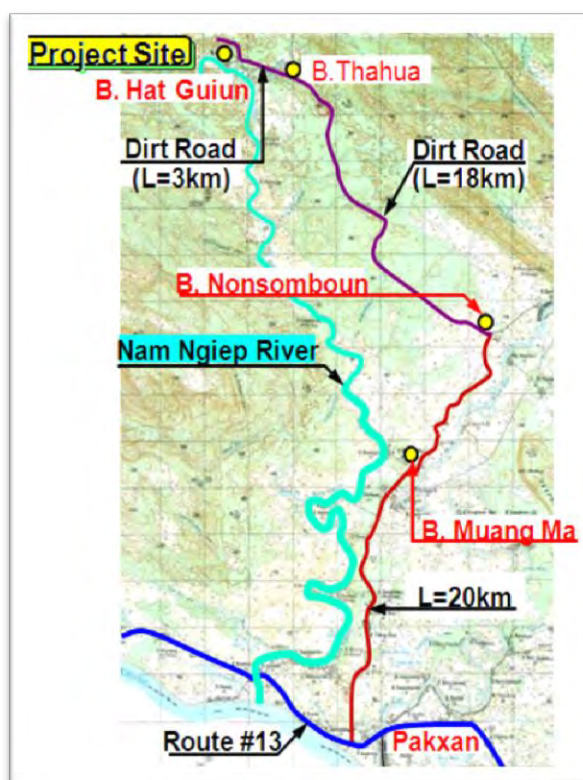 Project Site
B. Thahua
B. Hat Guiun
Dirt Road
(L=3km)
Dirt Road
(L=18km)
B. Nonsomboun
Nam Ngiep River
B. Muang Ma
L=20km
Route #13
Pakxan